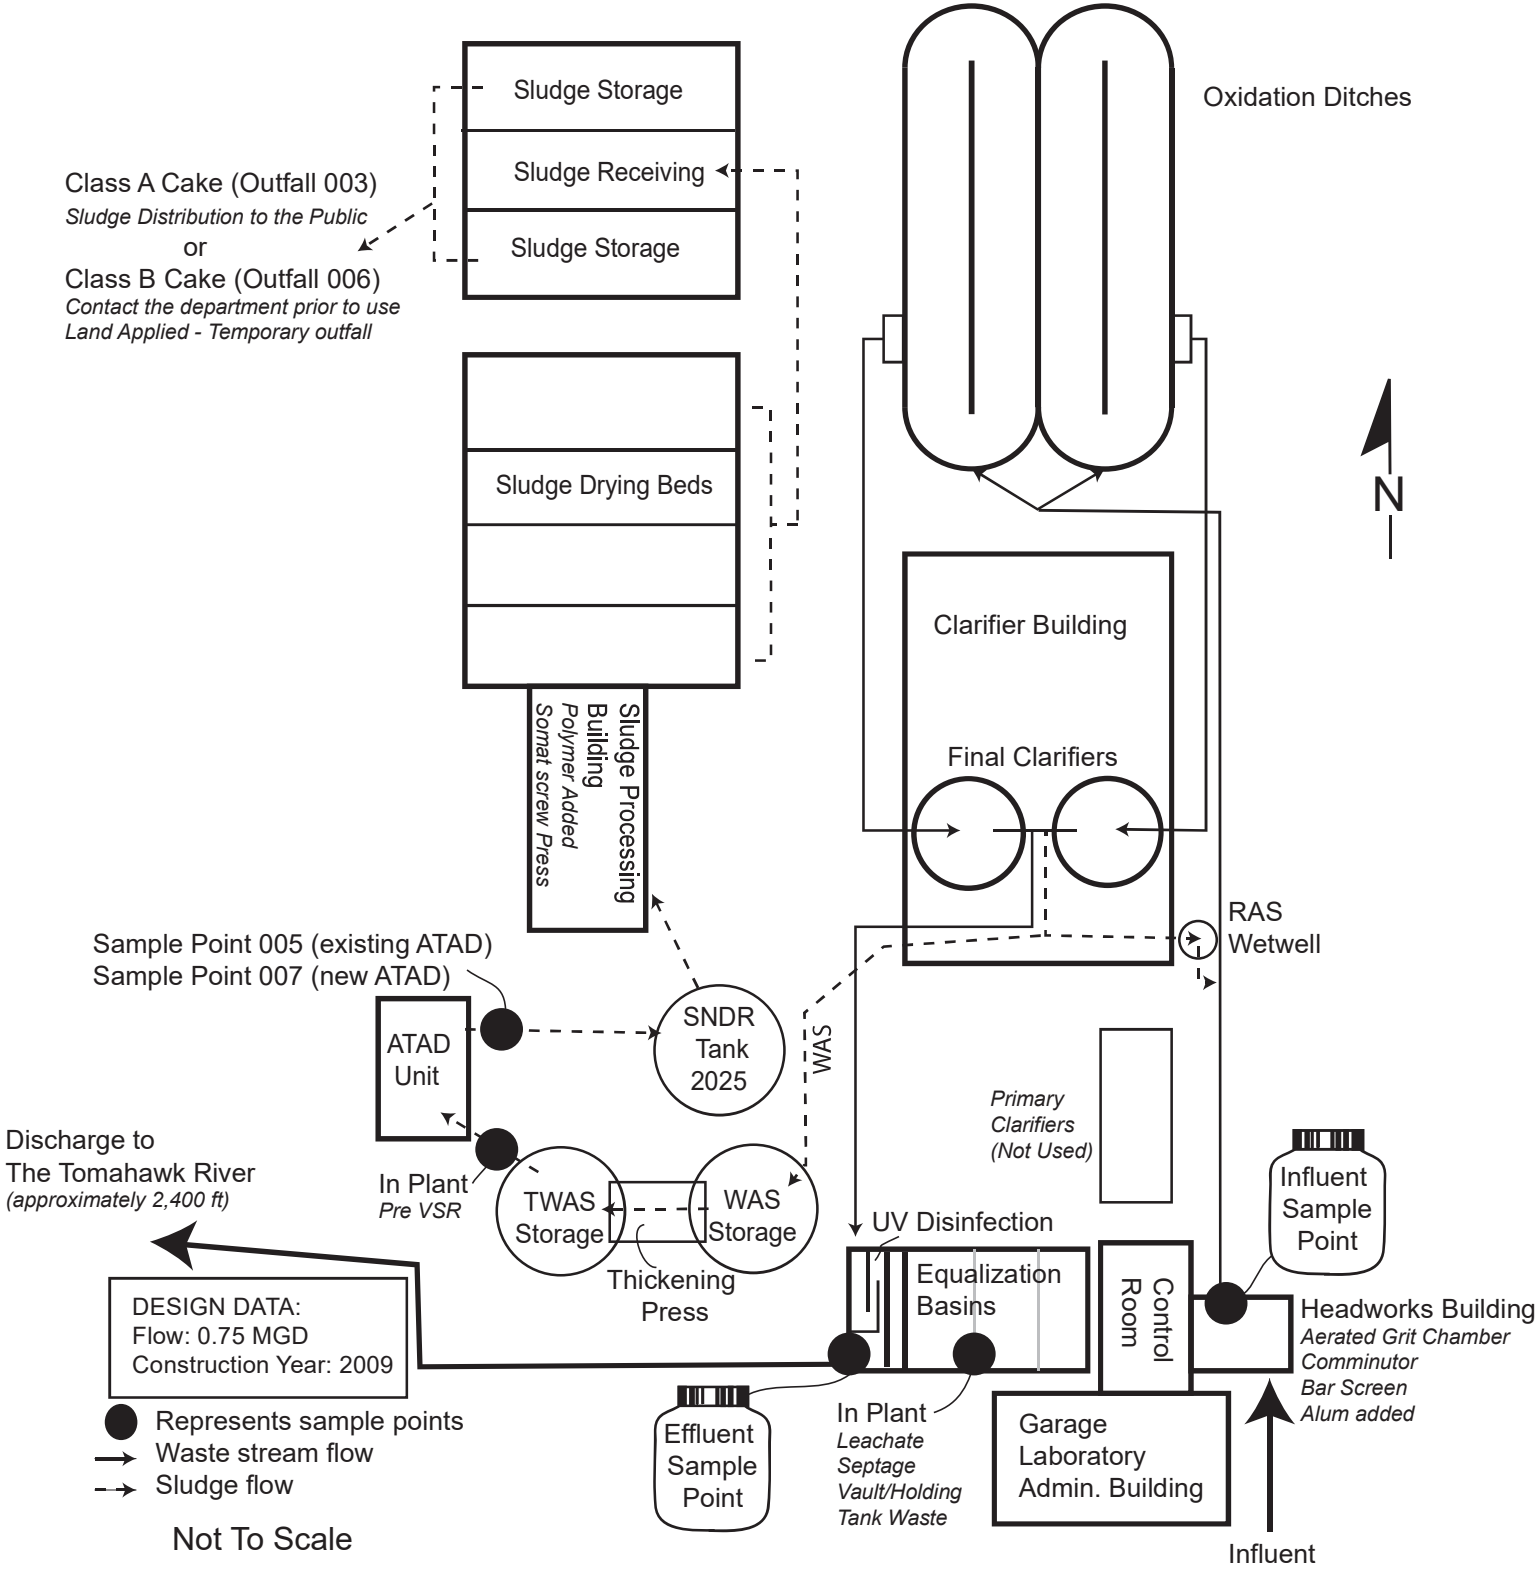 Sludge Storage
Sludge Receiving
Sludge Storage
Oxidation Ditches
Class A Cake (Outfall 003)
Sludge Distribution to the Public
or
Class B Cake (Outfall 006)
Contact the department prior to use
Land Applied - Temporary outfall
Sludge Drying Beds
N
Clarifier Building
Final Clarifiers
Sludge Processing
Building
Polymer Added
Somat screw Press
RAS
Wetwell
Sample Point 005 (existing ATAD)
Sample Point 007 (new ATAD)
ATAD
Unit
SNDR
Tank
2025
WAS
Primary
Clarifiers
(Not Used)
Discharge to
The Tomahawk River
(approximately 2,400 ft)
In Plant
Pre VSR
TWAS
Storage
WAS
Storage
Thickening
Press
UV Disinfection
Equalization
Basins
Control
Room
Influent
Sample
Point
Headworks Building
Aerated Grit Chamber
Comminutor
Bar Screen
Alum added
DESIGN DATA:
Flow: 0.75 MGD
Construction Year: 2009
Represents sample points
Waste stream flow
Sludge flow
Not To Scale
Effluent
Sample
Point
In Plant
Leachate
Septage
Vault/Holding
Tank Waste
Garage
Laboratory
Admin. Building
Influent